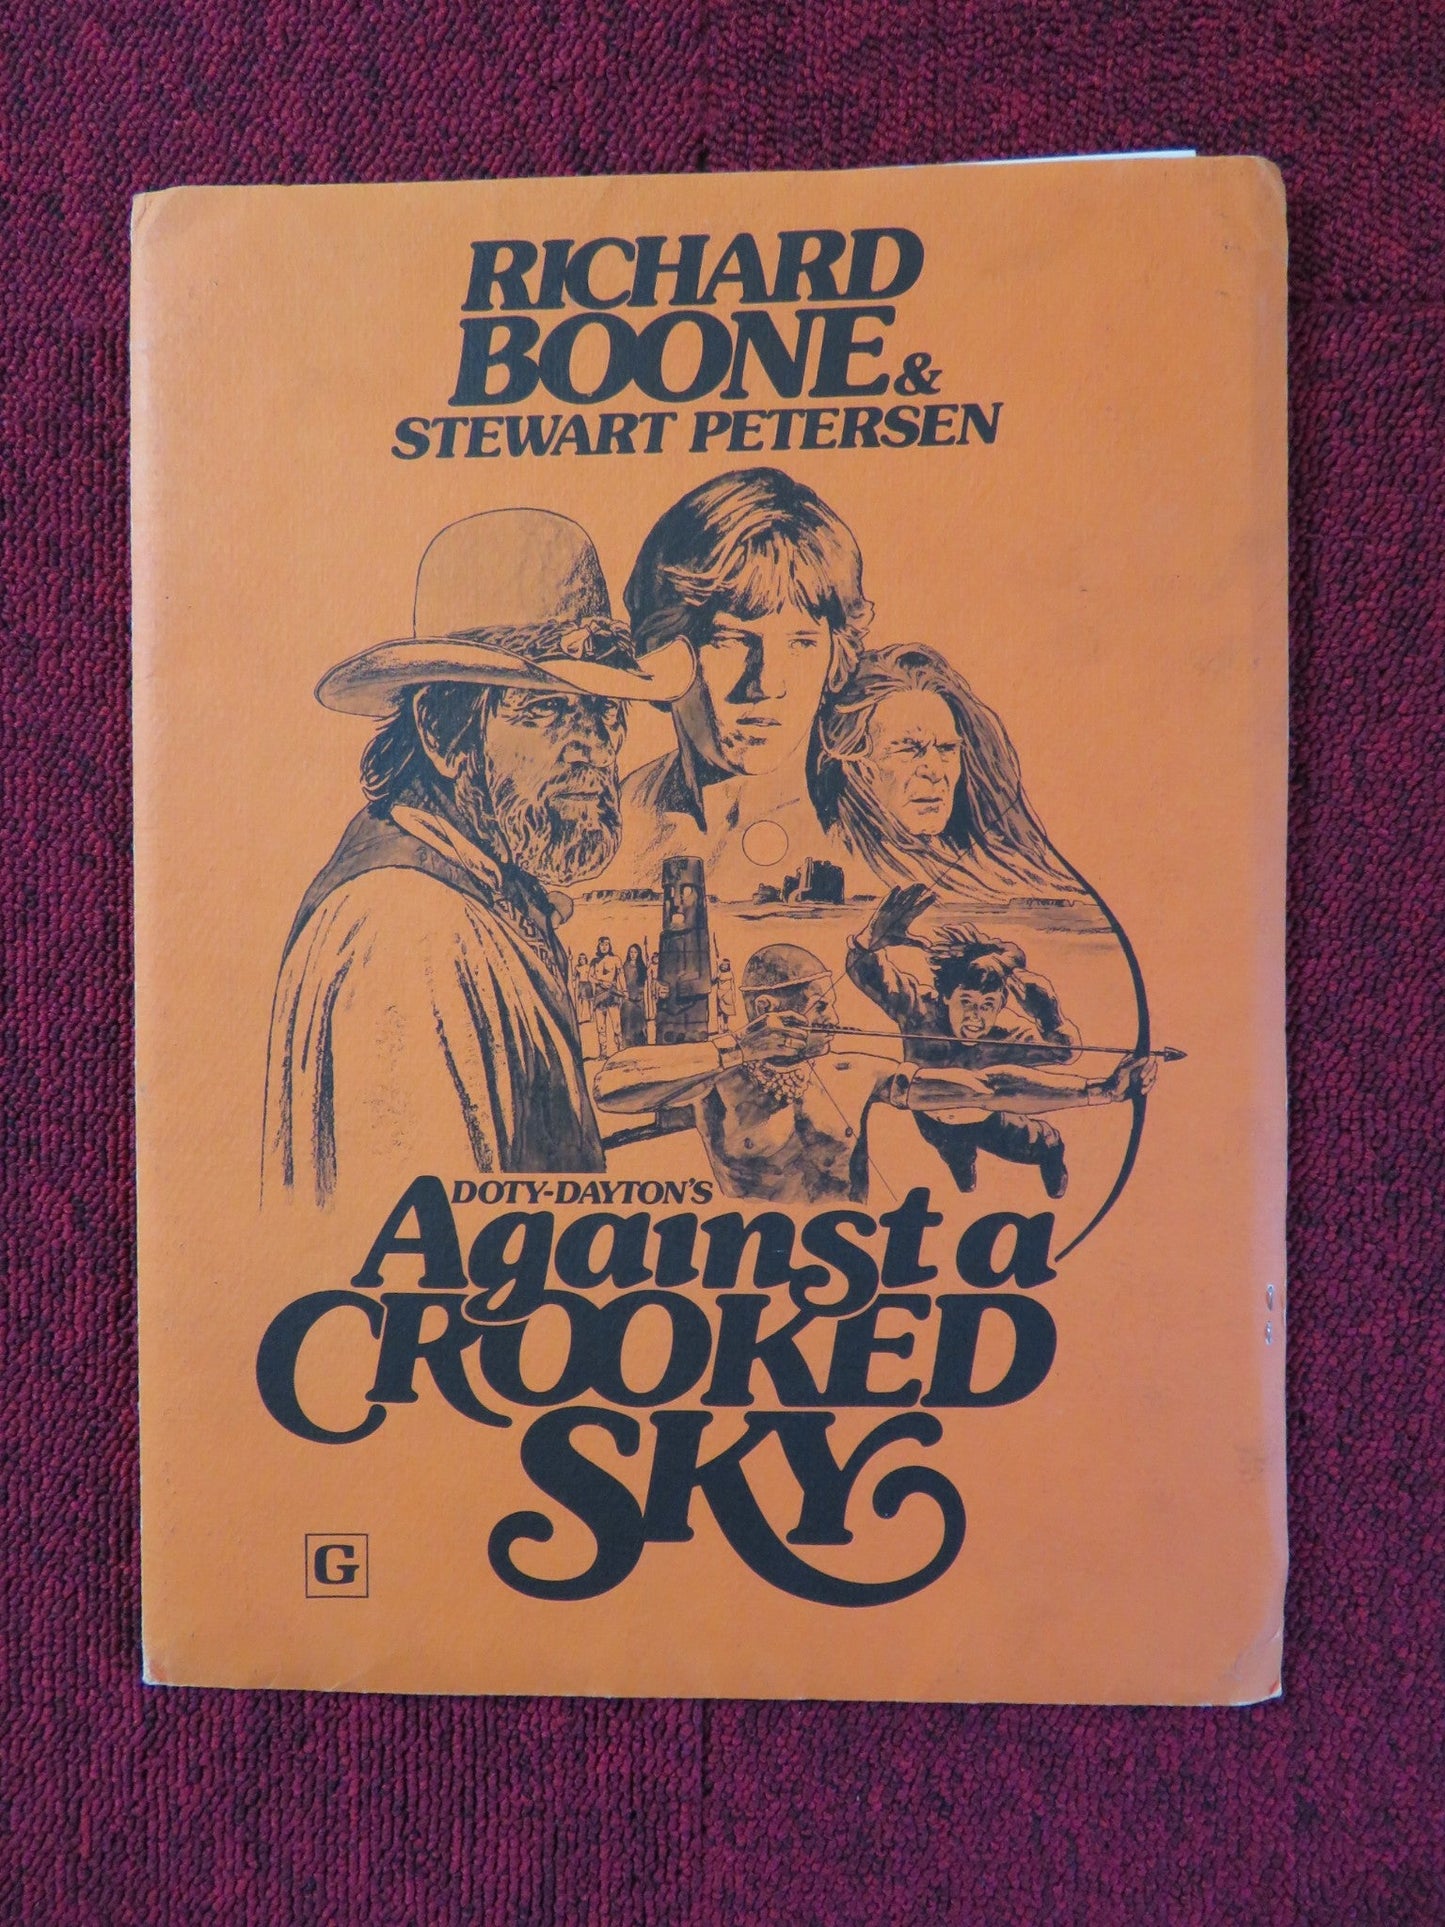 RICHARD
BOONE &
STEWART PETERSEN
DOTY-DAYTON'S
Against a
CROOKED
SKY
G